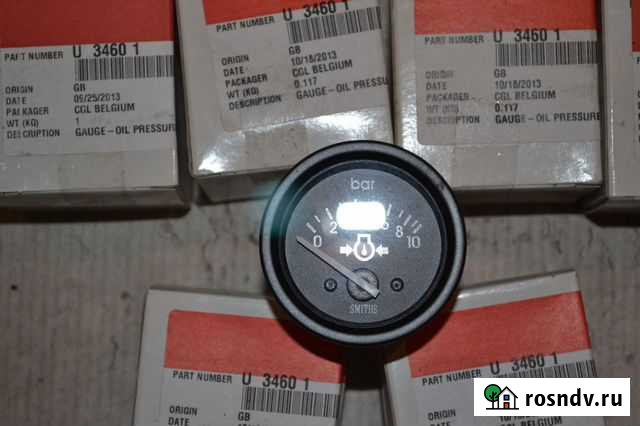 PART NUMBER U 3460 1
ORIGIN GB
DATE 09/25/2013
PACKAGER CGL BELGIUM
WT (KG) 1
DESCRIPTION GAUGE-OIL PRESSURE
PART NUMBER U 3460 1
ORIGIN GB
DATE 10/18/2013
PACKAGER CGL BELGIUM
WT (KG) 0.117
DESCRIPTION GAUGE-OIL PRESSURE
PART NUMBER U 3460 1
ORIGIN GB
DATE 10/18/2013
PACKAGER CGL BELGIUM
WT (KG) 0.117
DESCRIPTION GAUGE-OIL PRESSURE
bar
0 2 8 10
SMITHS
PART NUMBER U 3460 1
ORIGIN GB
PART NUMBER U 3460 1
ORIGIN GB
DATE
rosndv.ru